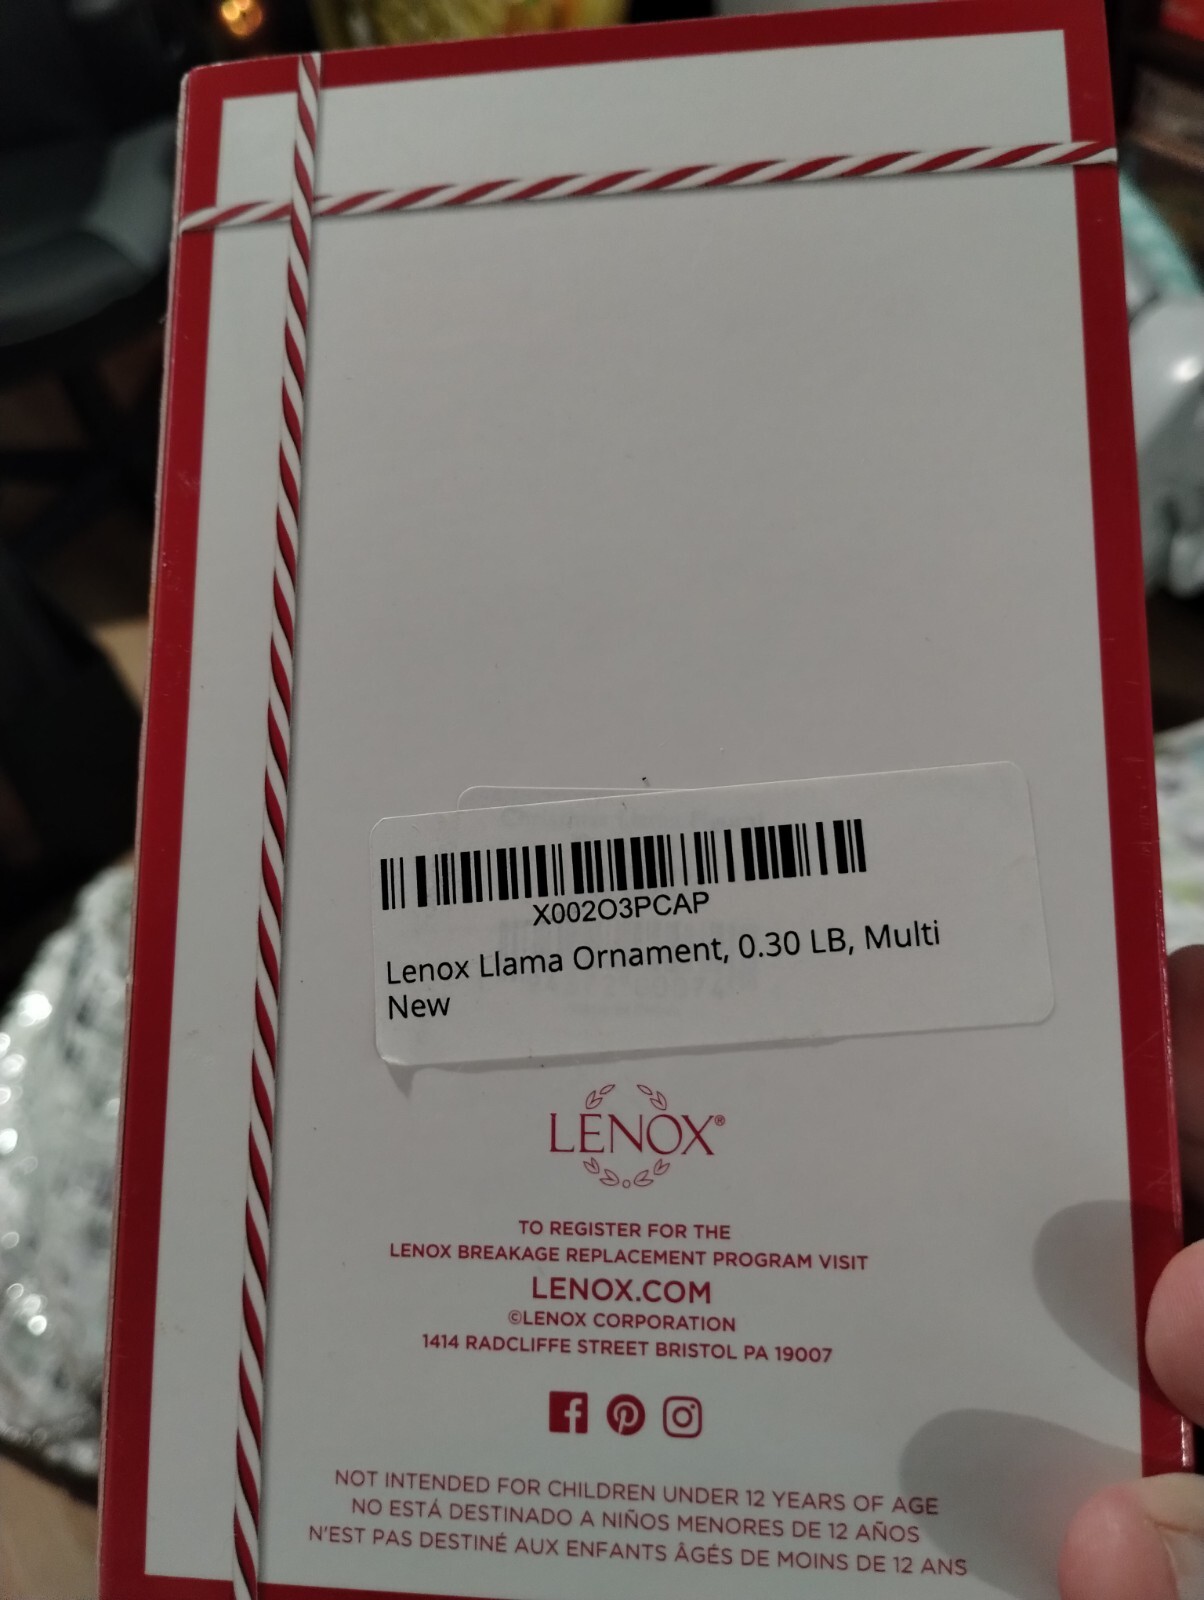 X002O3PCAP
Lenox Llama Ornament, 0.30 LB, Multi
New
LENOX®
TO REGISTER FOR THE
LENOX BREAKAGE REPLACEMENT PROGRAM VISIT
LENOX.COM
©LENOX CORPORATION
1414 RADCLIFFE STREET BRISTOL PA 19007
NOT INTENDED FOR CHILDREN UNDER 12 YEARS OF AGE
NO ESTÁ DESTINADO A NIÑOS MENORES DE 12 AÑOS
N'EST PAS DESTINÉ AUX ENFANTS ÂGÉS DE MOINS DE 12 ANS